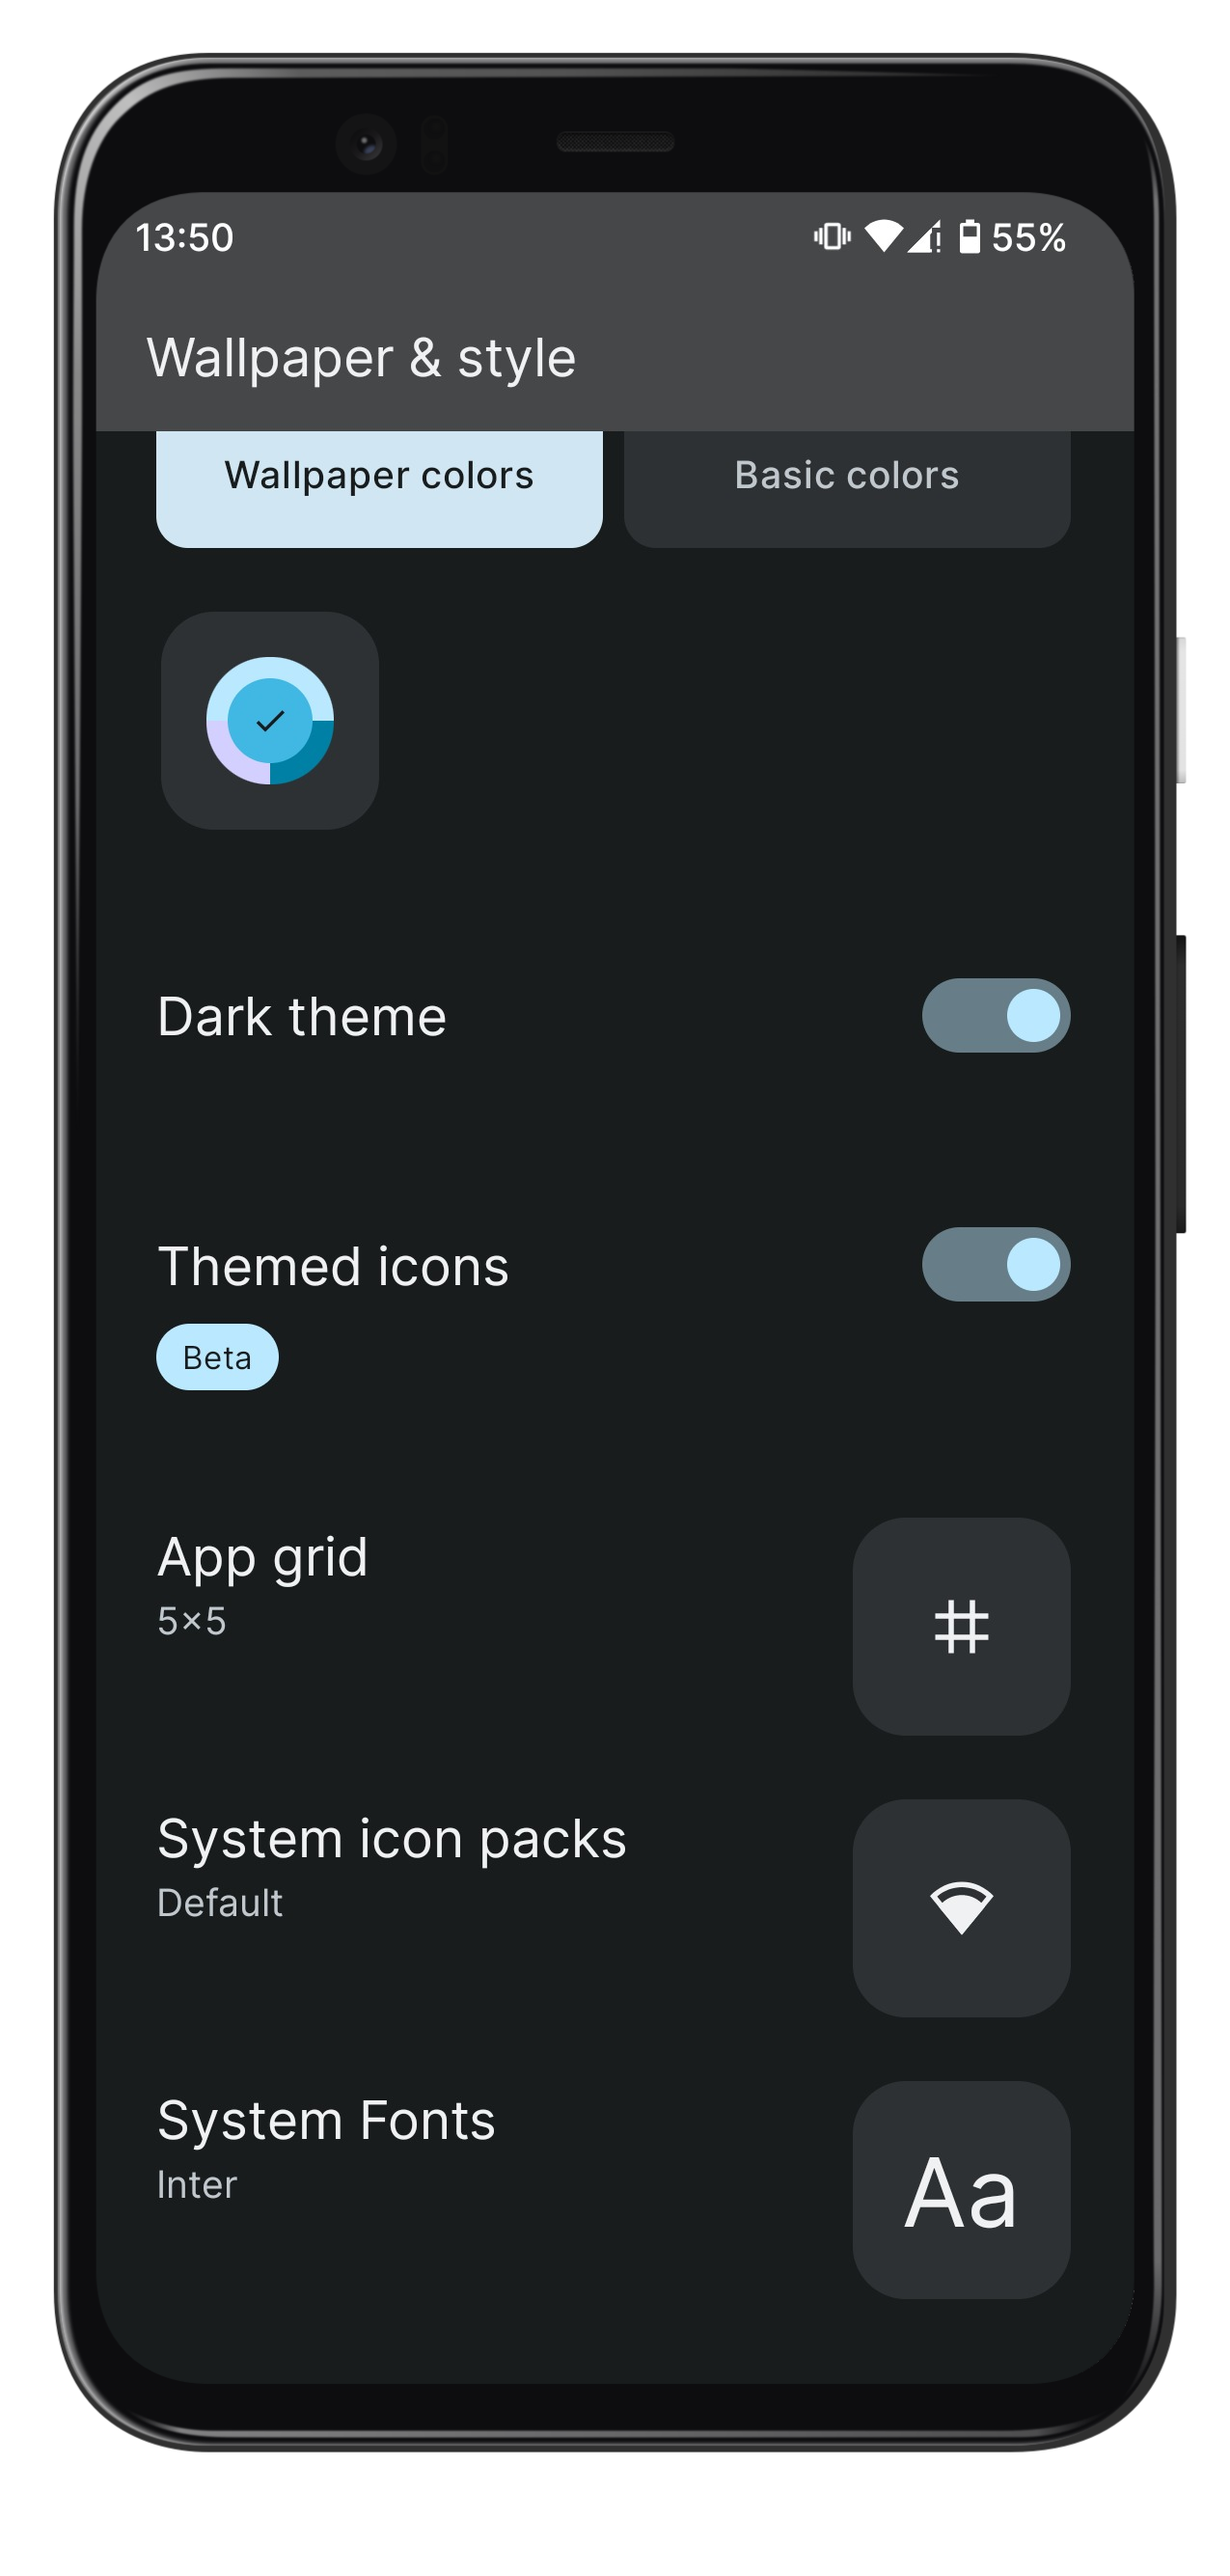 13:50 55%
Wallpaper & style
Wallpaper colors Basic colors
Dark theme
Themed icons
Beta
App grid
5×5
System icon packs
Default
System Fonts
Inter
Aa